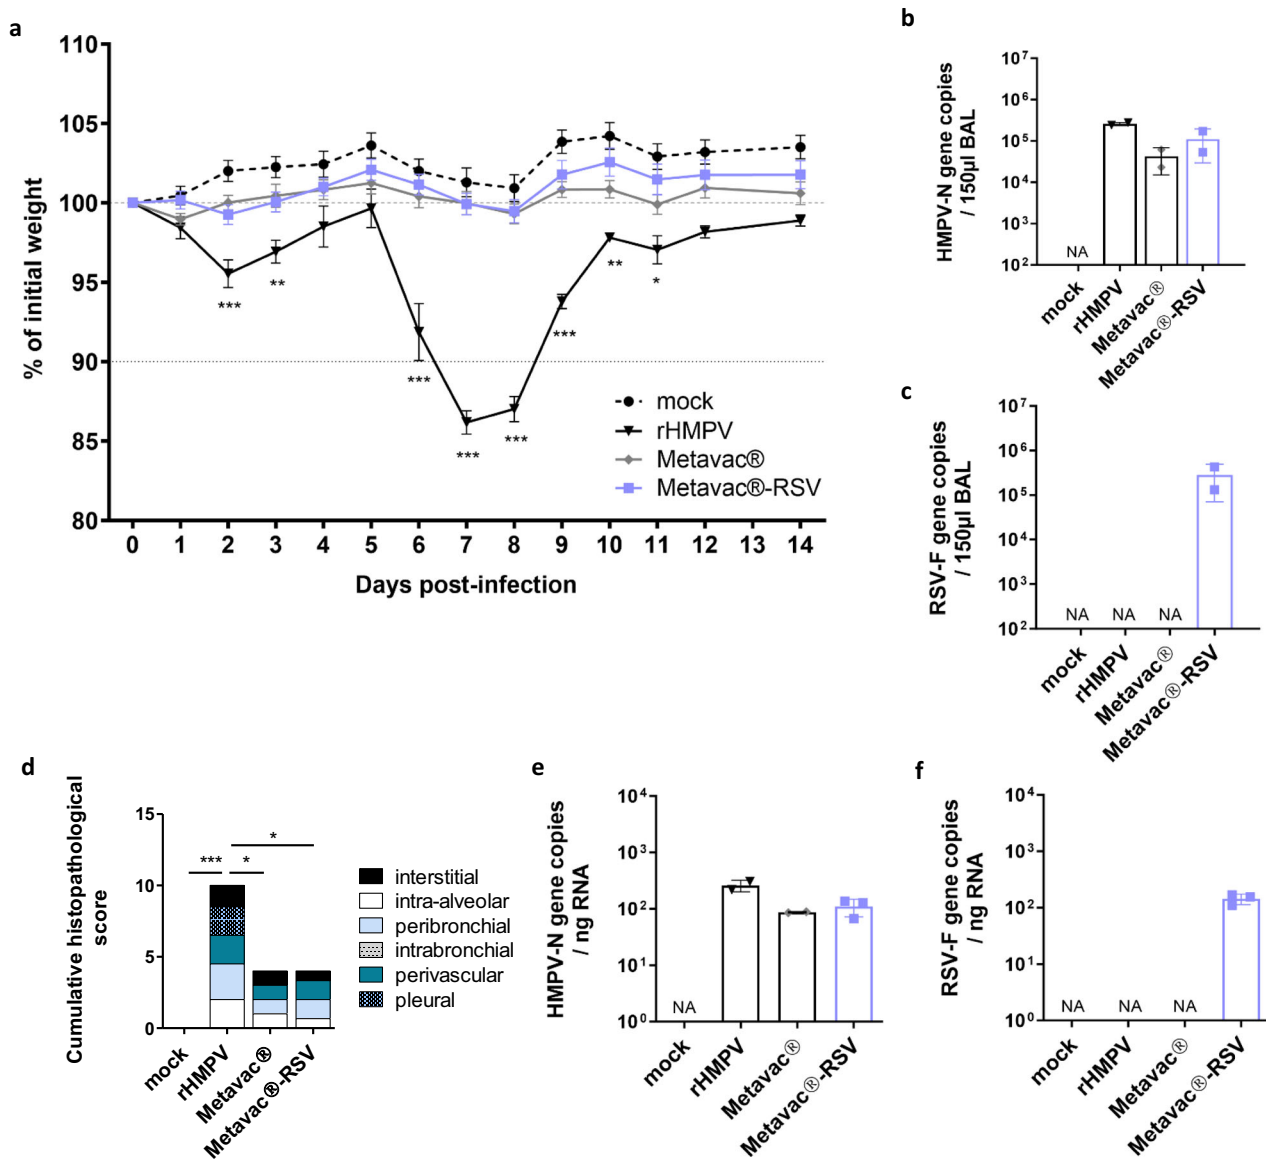 a
110
105
100
95
90
85
80
% of initial weight
***
**
***
***
***
***
**
*
mock
rHMPV
Metavac®
Metavac®-RSV
0 1 2 3 4 5 6 7 8 9 10 11 12 13 14
Days post-infection
b
HMPV-N gene copies
/ 150µl BAL
10⁷
10⁶
10⁵
10⁴
10³
10²
NA
mock
rHMPV
Metavac®
Metavac®-RSV
c
RSV-F gene copies
/ 150µl BAL
10⁷
10⁶
10⁵
10⁴
10³
10²
NA NA NA
mock
rHMPV
Metavac®
Metavac®-RSV
d
Cumulative histopathological
score
15
10
5
0
*
*** *
mock
rHMPV
Metavac®
Metavac®-RSV
interstitial
intra-alveolar
peribronchial
intrabronchial
perivascular
pleural
e
HMPV-N gene copies
/ ng RNA
10⁴
10³
10²
10¹
10⁰
NA
mock
rHMPV
Metavac®
Metavac®-RSV
f
RSV-F gene copies
/ ng RNA
10⁴
10³
10²
10¹
10⁰
NA NA NA
mock
rHMPV
Metavac®
Metavac®-RSV